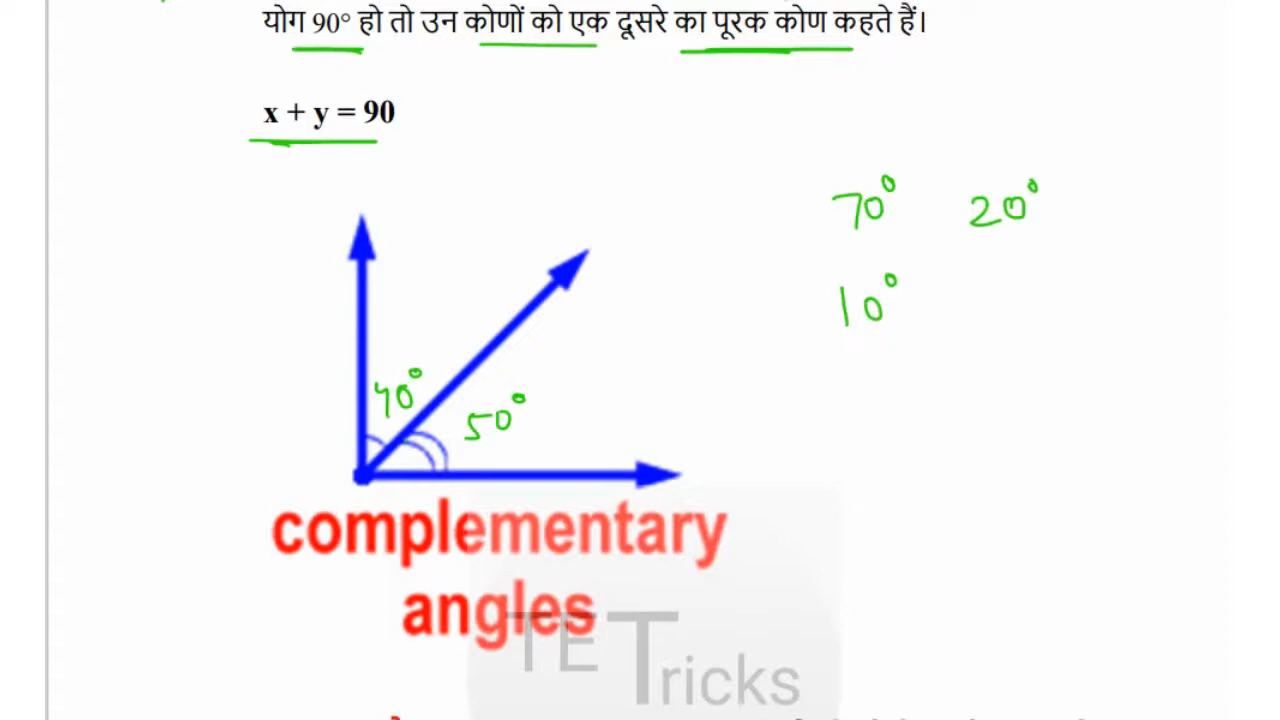 योग 90° हो तो उन कोणों को एक दूसरे का पूरक कोण कहते हैं।
x + y = 90
70° 20°
10°
40°
50°
complementary
angles
TETricks